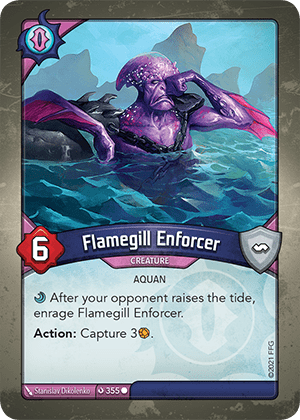 Flamegill Enforcer
6
CREATURE
AQUAN
After your opponent raises the tide,
enrage Flamegill Enforcer.
Action: Capture 3.
Stanislav Dikolenko
355
©2021 FFG